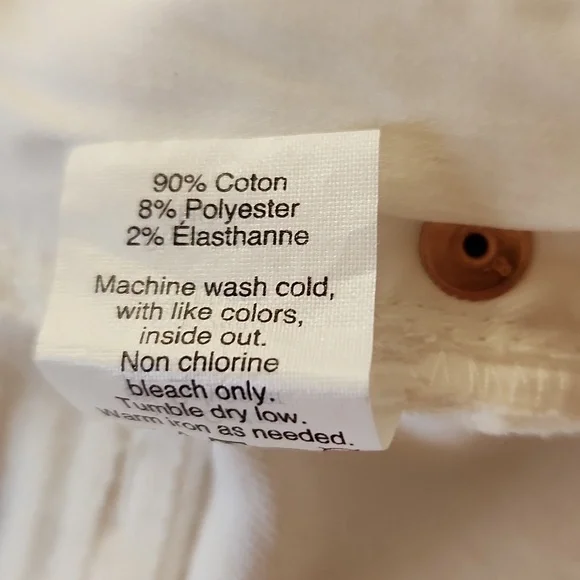 90% Coton
8% Polyester
2% Élasthanne
Machine wash cold,
with like colors,
inside out.
Non chlorine
bleach only.
Tumble dry low.
Warm iron as needed.